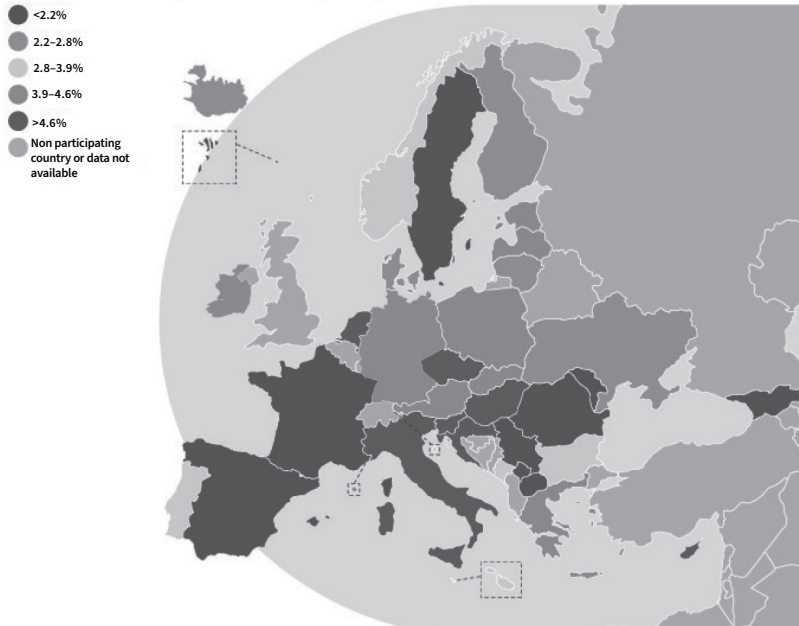 <2.2%
2.2–2.8%
2.8–3.9%
3.9–4.6%
>4.6%
Non participating
country or data not
available